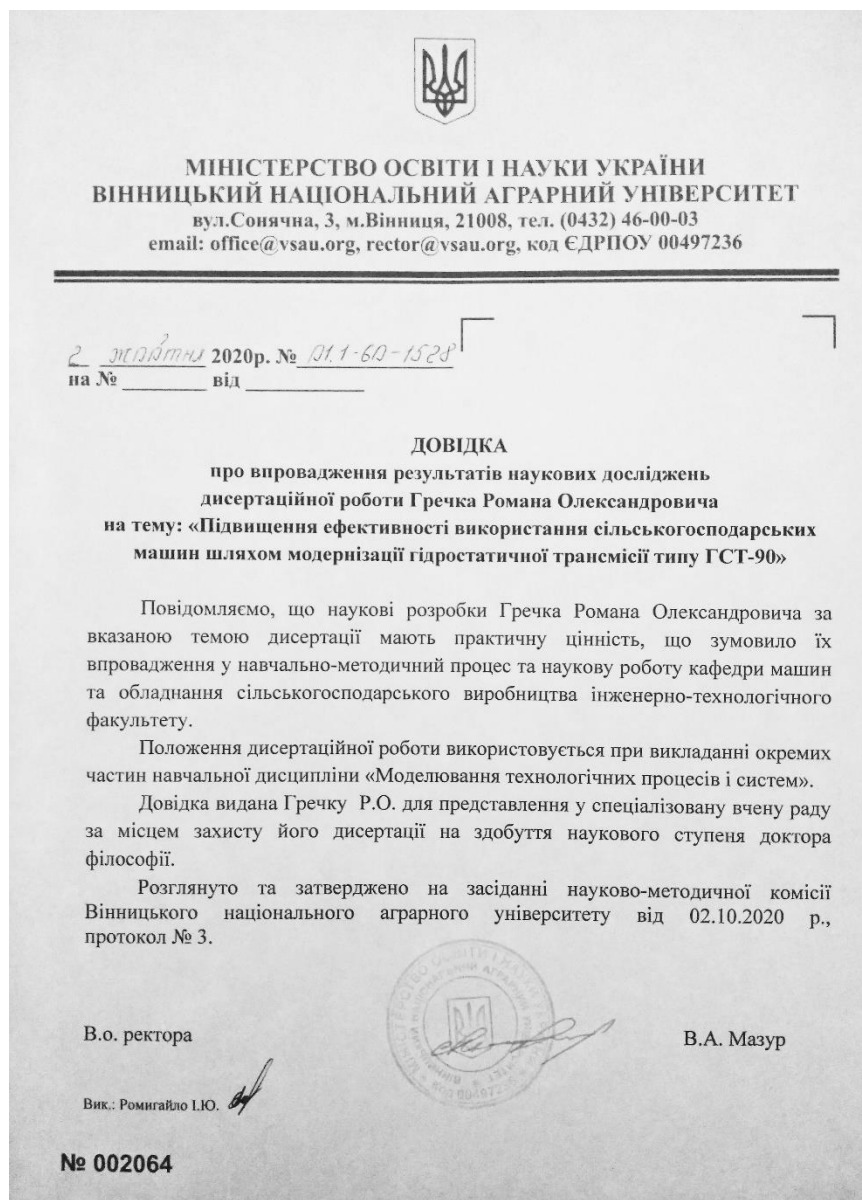 МІНІСТЕРСТВО ОСВІТИ І НАУКИ УКРАЇНИ
ВІННИЦЬКИЙ НАЦІОНАЛЬНИЙ АГРАРНИЙ УНІВЕРСИТЕТ
вул.Сонячна, 3, м.Вінниця, 21008, тел. (0432) 46-00-03
email: office@vsau.org, rector@vsau.org, код ЄДРПОУ 00497236
2 жовтня 2020р. № 01.1-60-1528
на № ________ від ___________
ДОВІДКА
про впровадження результатів наукових досліджень
дисертаційної роботи Гречка Романа Олександровича
на тему: «Підвищення ефективності використання сільськогосподарських
машин шляхом модернізації гідростатичної трансмісії типу ГСТ-90»
Повідомляємо, що наукові розробки Гречка Романа Олександровича за
вказаною темою дисертації мають практичну цінність, що зумовило їх
впровадження у навчально-методичний процес та наукову роботу кафедри машин
та обладнання сільськогосподарського виробництва інженерно-технологічного
факультету.
Положення дисертаційної роботи використовується при викладанні окремих
частин навчальної дисципліни «Моделювання технологічних процесів і систем».
Довідка видана Гречку Р.О. для представлення у спеціалізовану вчену раду
за місцем захисту його дисертації на здобуття наукового ступеня доктора
філософії.
Розглянуто та затверджено на засіданні науково-методичної комісії
Вінницького національного аграрного університету від 02.10.2020 р.,
протокол № 3.
В.о. ректора В.А. Мазур
Вик.: Ромигайло І.Ю.
№ 002064